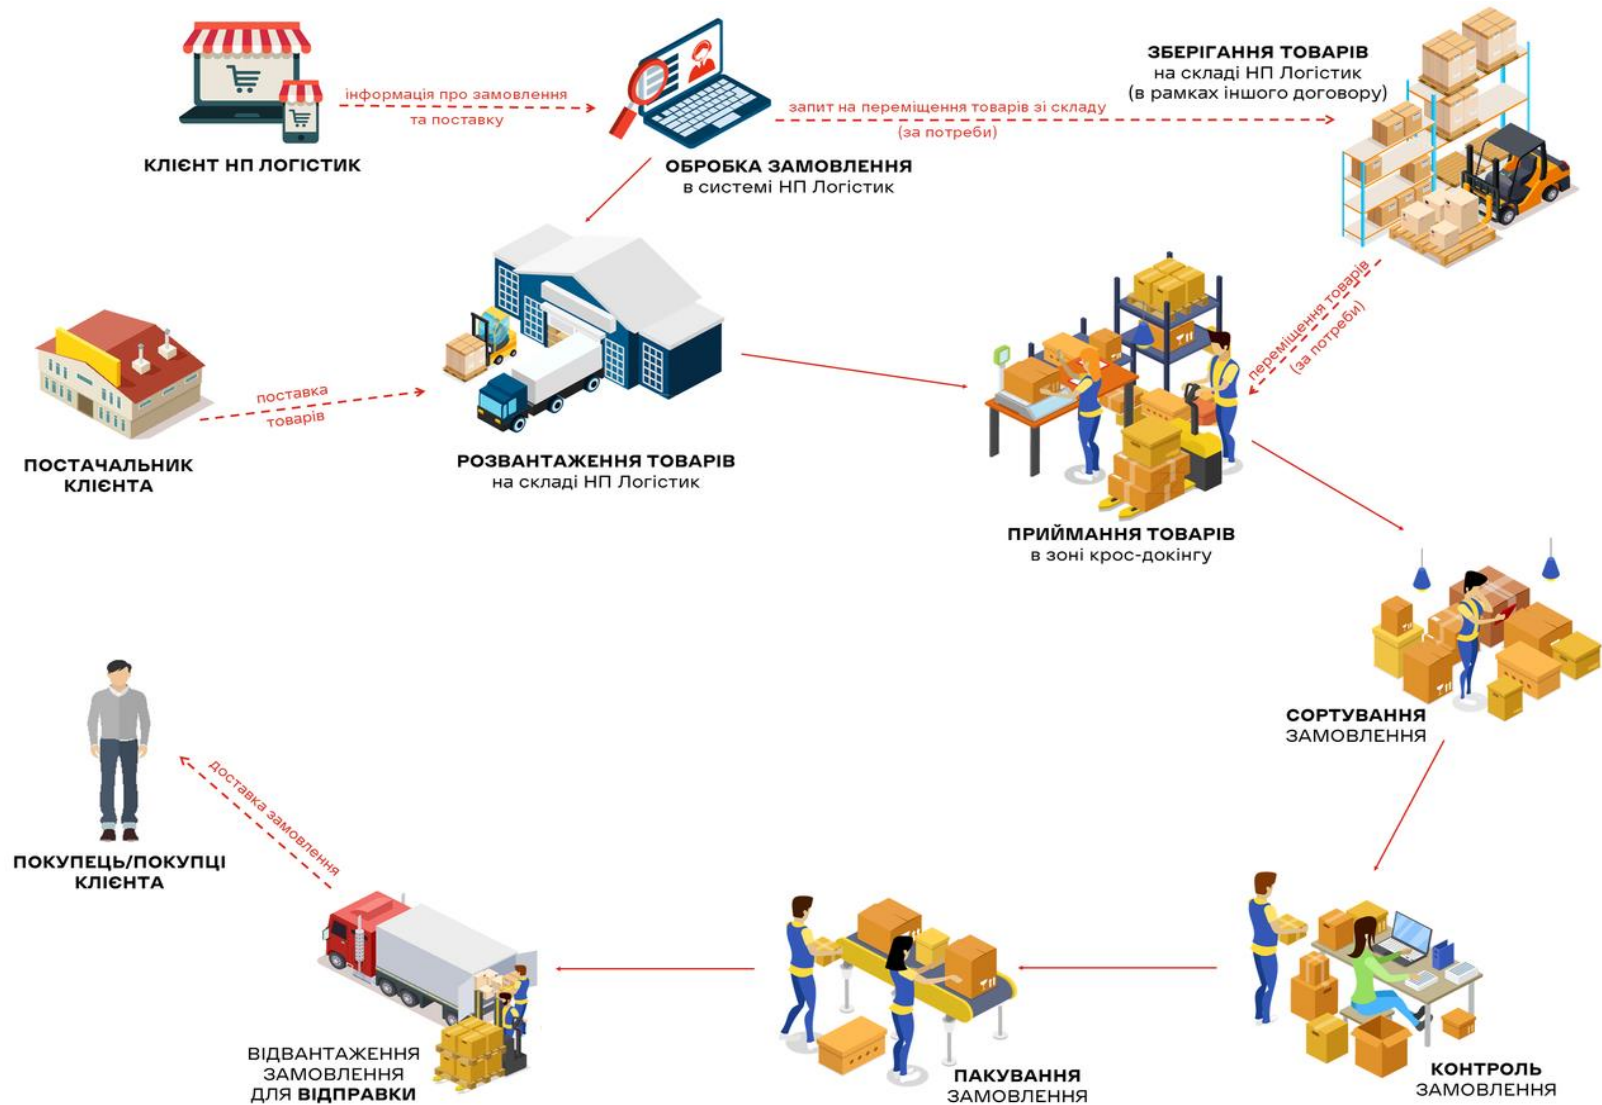 КЛІЄНТ НП ЛОГІСТИК
інформація про замовлення
та поставку
ОБРОБКА ЗАМОВЛЕННЯ
в системі НП Логістик
запит на переміщення товарів зі складу
(за потреби)
ЗБЕРІГАННЯ ТОВАРІВ
на складі НП Логістик
(в рамках іншого договору)
переміщення товарів
(за потреби)
ПОСТАЧАЛЬНИК
КЛІЄНТА
поставка
товарів
РОЗВАНТАЖЕННЯ ТОВАРІВ
на складі НП Логістик
ПРИЙМАННЯ ТОВАРІВ
в зоні крос-докінгу
СОРТУВАННЯ
ЗАМОВЛЕННЯ
ПОКУПЕЦЬ/ПОКУПЦІ
КЛІЄНТА
доставка замовлення
ВІДВАНТАЖЕННЯ
ЗАМОВЛЕННЯ
ДЛЯ ВІДПРАВКИ
ПАКУВАННЯ
ЗАМОВЛЕННЯ
КОНТРОЛЬ
ЗАМОВЛЕННЯ